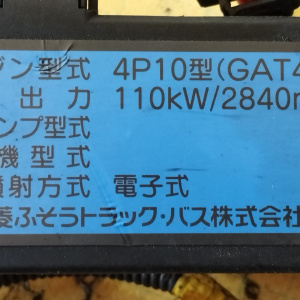 ジン型式 4P10型(GAT4
出力 110kW/2840m
ンプ型式
機型式
噴射方式 電子式
菱ふそうトラック・バス株式会